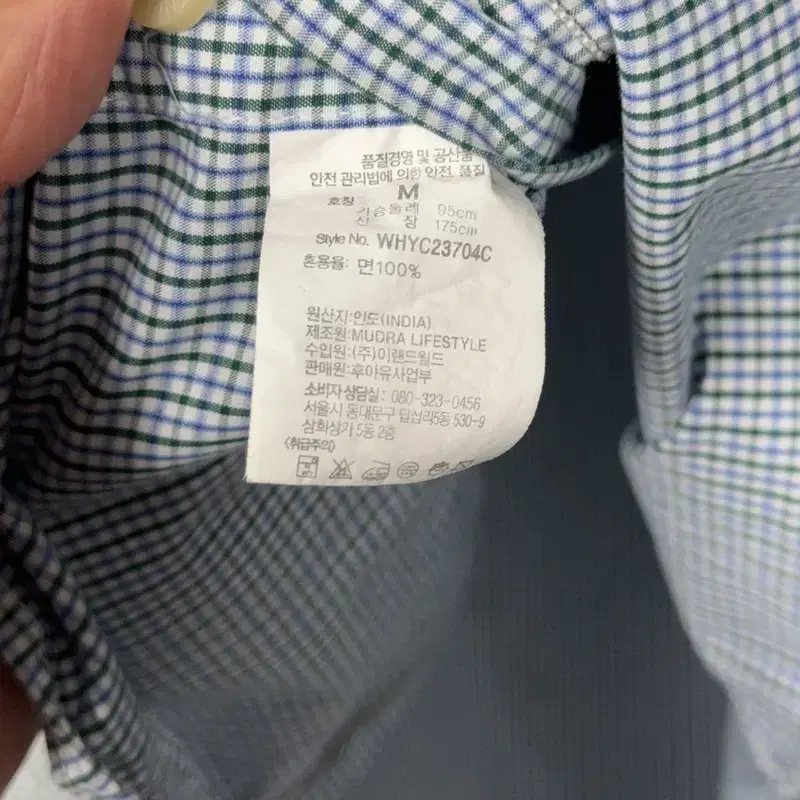 품질경영 및 공산품
안전 관리법에 의한 안전. 품질
M
호칭 가슴둘레 95cm
신 장 175cm
Style No. WHYC23704C
혼용율: 면100%
원산지:인도(INDIA)
제조원:MUDRA LIFESTYLE
수입원:(주)이랜드월드
판매원:후아유사업부
소비자 상담실: 080-323-0456
서울시 동대문구 답십리5동 530-9
삼화상가 5동 2층
〈취급주의〉